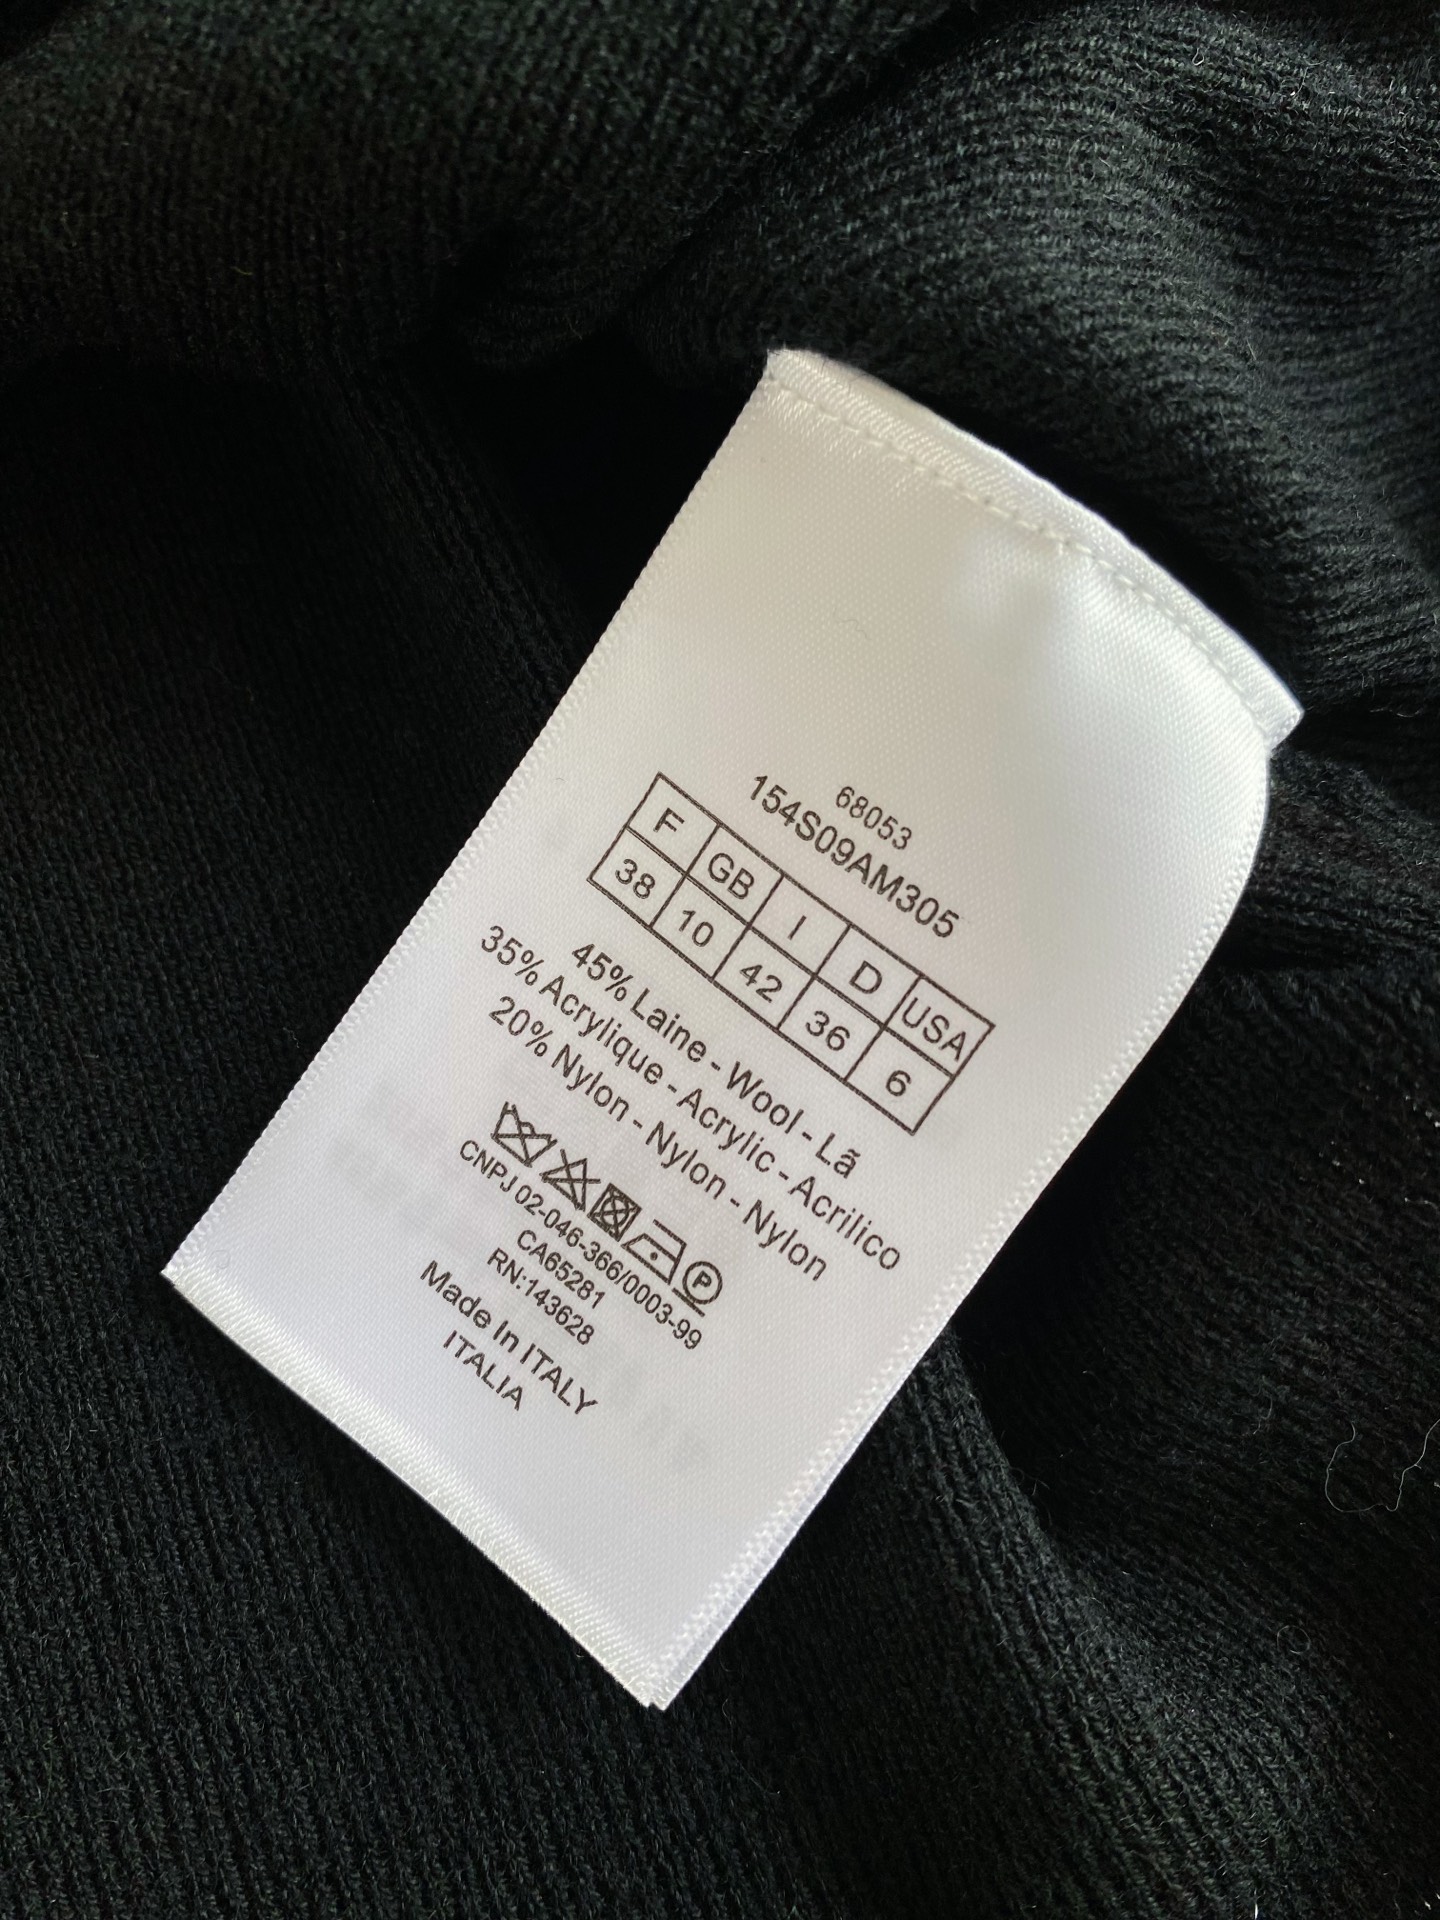 68053
154S09AM305
F GB I D USA
38 10 42 36 6
45% Laine - Wool - Lã
35% Acrylique - Acrylic - Acrilico
20% Nylon - Nylon - Nylon
P
CNPJ 02-046-366/0003-99
CA65281
RN:143628
Made In ITALY
ITALIA